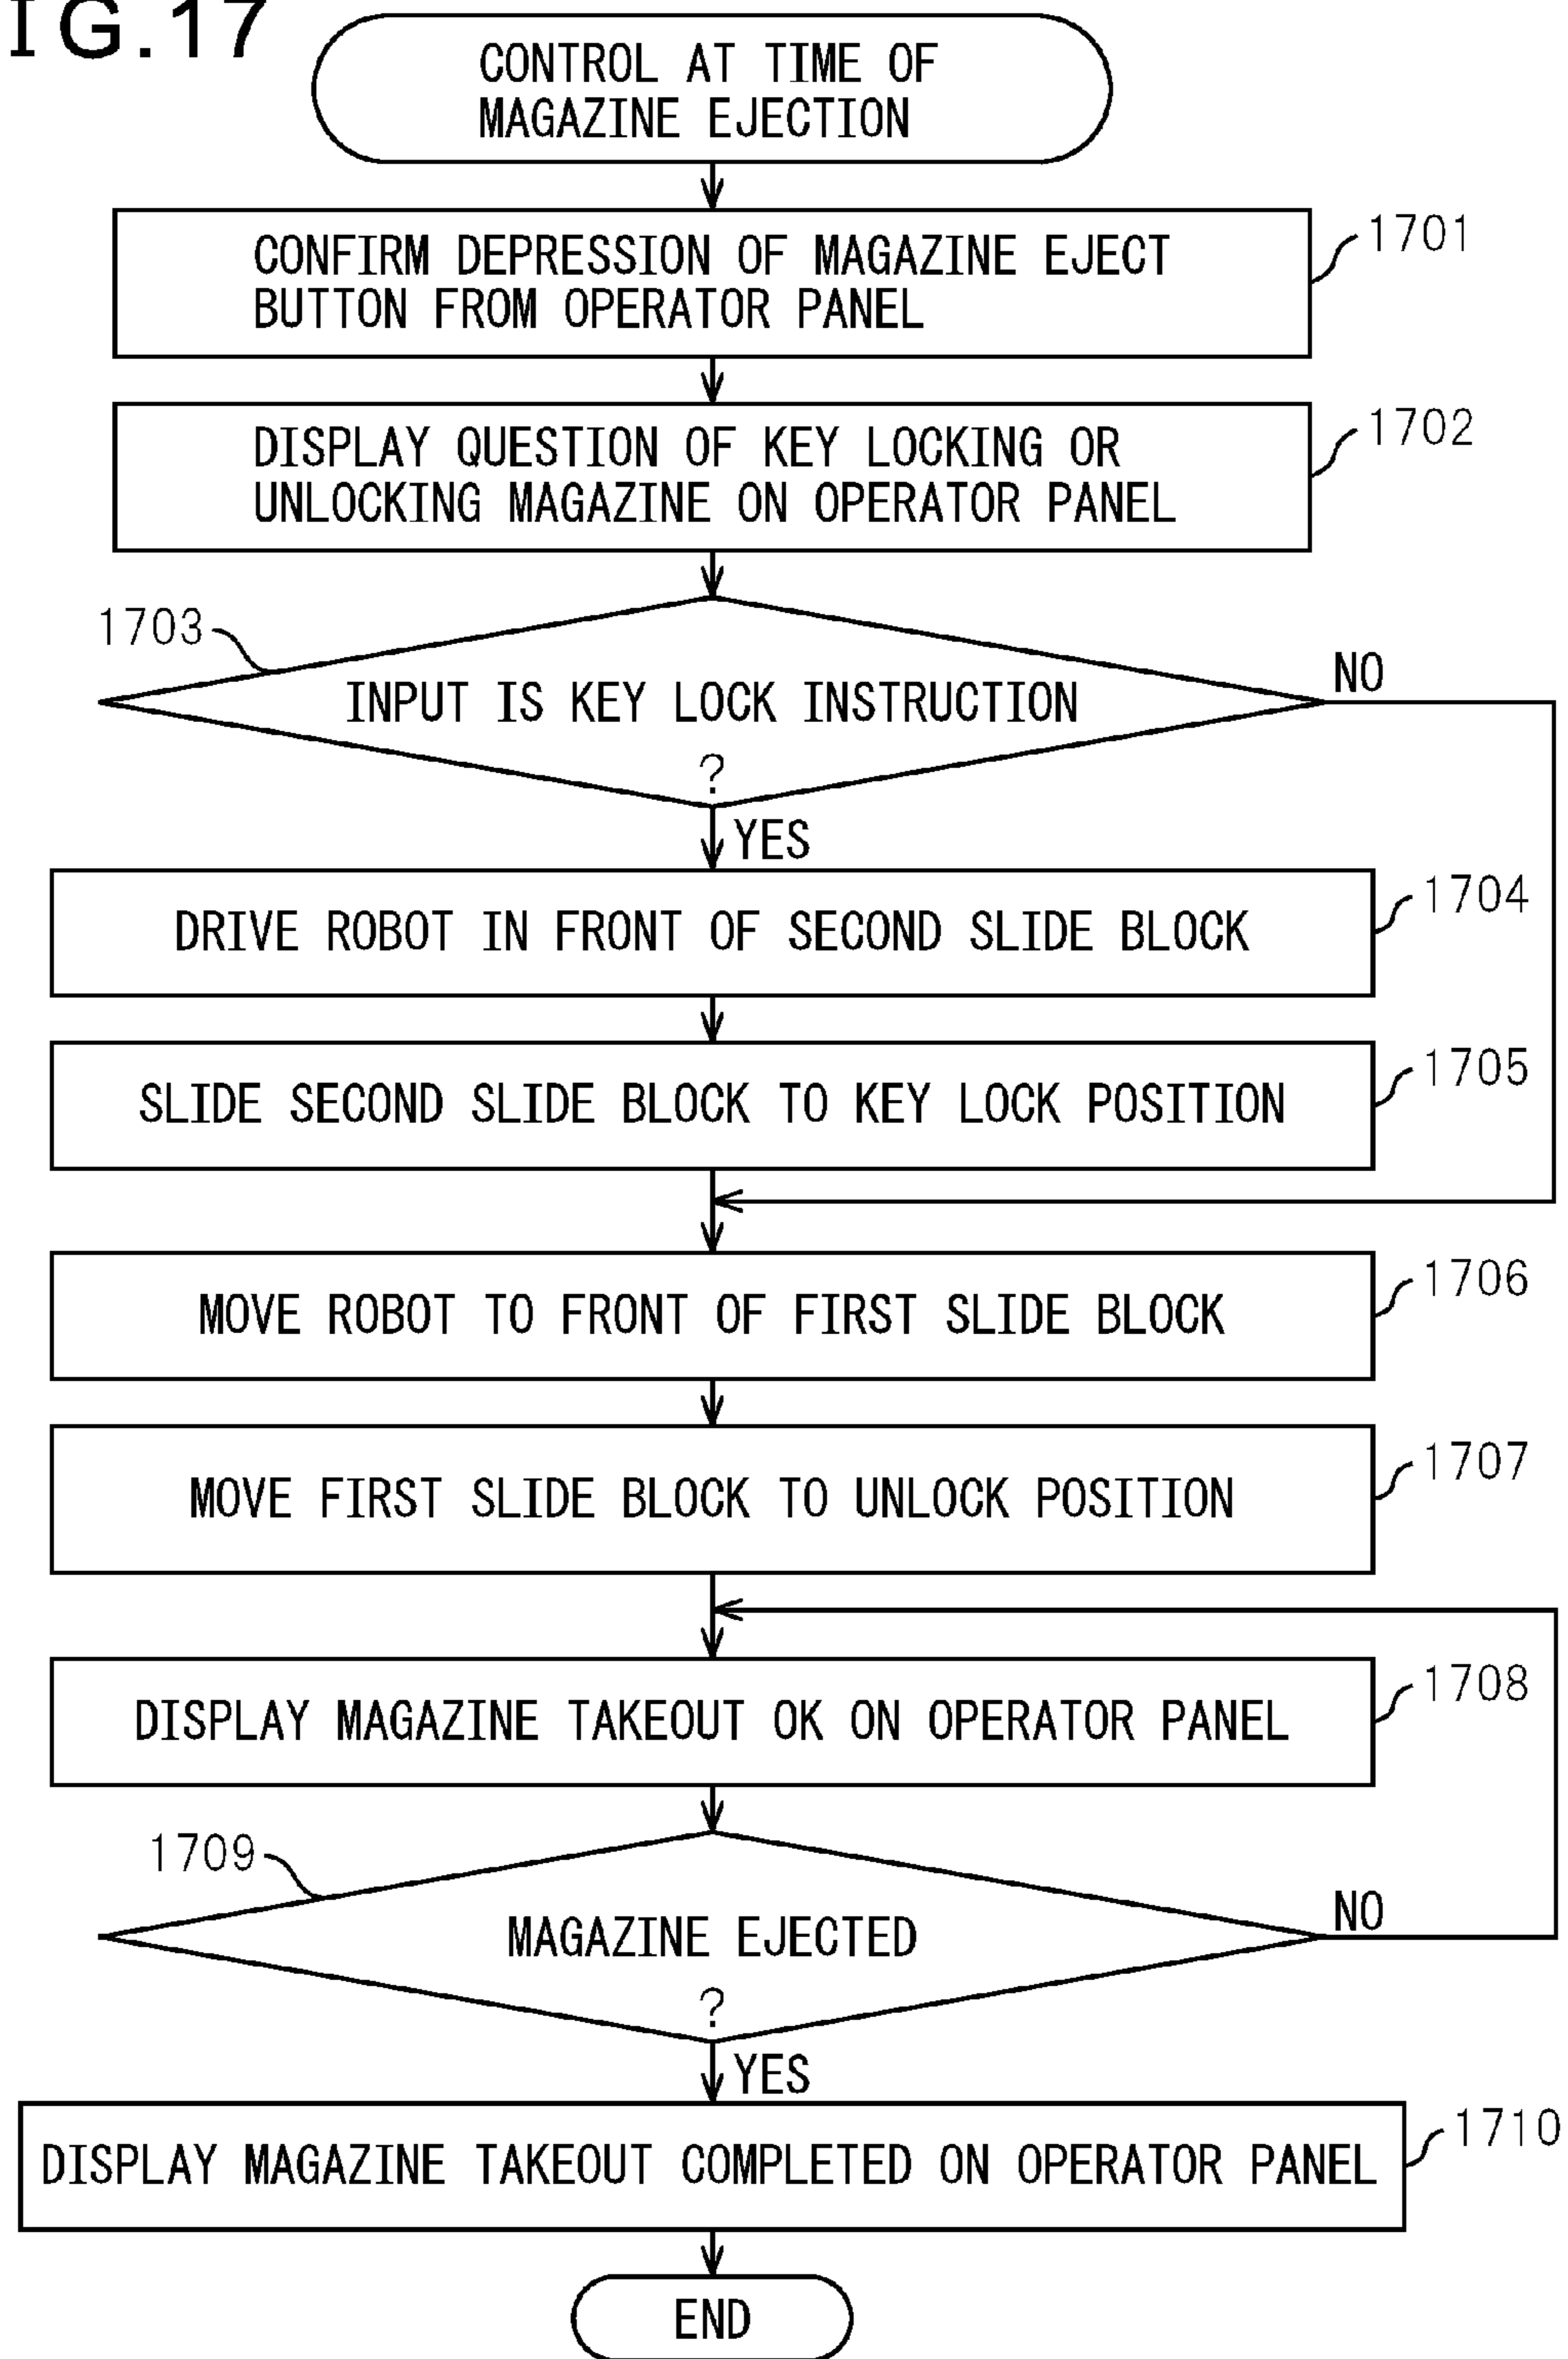 IG.17
CONTROL AT TIME OF
MAGAZINE EJECTION
CONFIRM DEPRESSION OF MAGAZINE EJECT
BUTTON FROM OPERATOR PANEL
1701
DISPLAY QUESTION OF KEY LOCKING OR
UNLOCKING MAGAZINE ON OPERATOR PANEL
1702
1703
INPUT IS KEY LOCK INSTRUCTION
?
NO
YES
DRIVE ROBOT IN FRONT OF SECOND SLIDE BLOCK
1704
SLIDE SECOND SLIDE BLOCK TO KEY LOCK POSITION
1705
MOVE ROBOT TO FRONT OF FIRST SLIDE BLOCK
1706
MOVE FIRST SLIDE BLOCK TO UNLOCK POSITION
1707
DISPLAY MAGAZINE TAKEOUT OK ON OPERATOR PANEL
1708
1709
MAGAZINE EJECTED
?
NO
YES
DISPLAY MAGAZINE TAKEOUT COMPLETED ON OPERATOR PANEL
1710
END